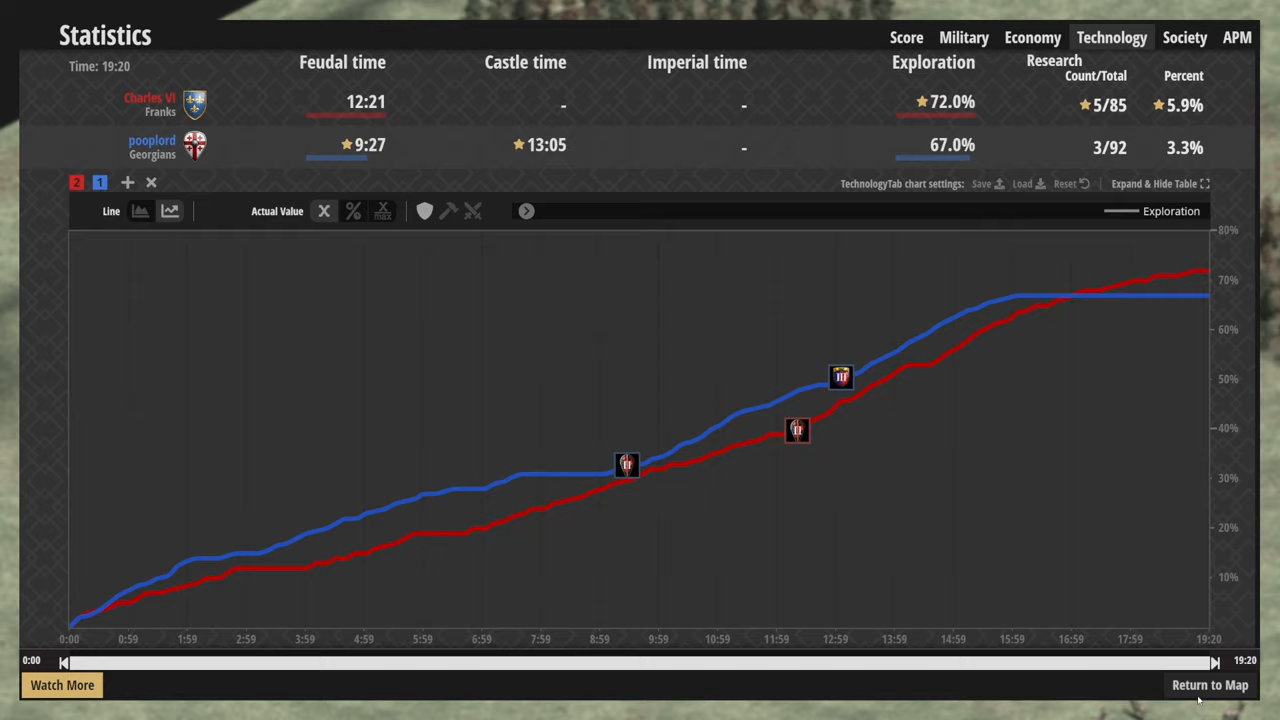 Statistics
Score Military Economy Technology Society APM
Time: 19:20
Feudal time Castle time Imperial time Exploration Research Count/Total Percent
Charles VI 12:21 - - 72.0% 5/85 5.9%
Franks
pooplord 9:27 13:05 - 67.0% 3/92 3.3%
Georgians
2 1 + × TechnologyTab chart settings: Save Load Reset Expand & Hide Table
Line Actual Value X % X/max Exploration
80%
70%
60%
50%
III
40%
II
30%
II
20%
10%
0:00 0:59 1:59 2:59 3:59 4:59 5:59 6:59 7:59 8:59 9:59 10:59 11:59 12:59 13:59 14:59 15:59 16:59 17:59 19:20
0:00 19:20
Watch More Return to Map